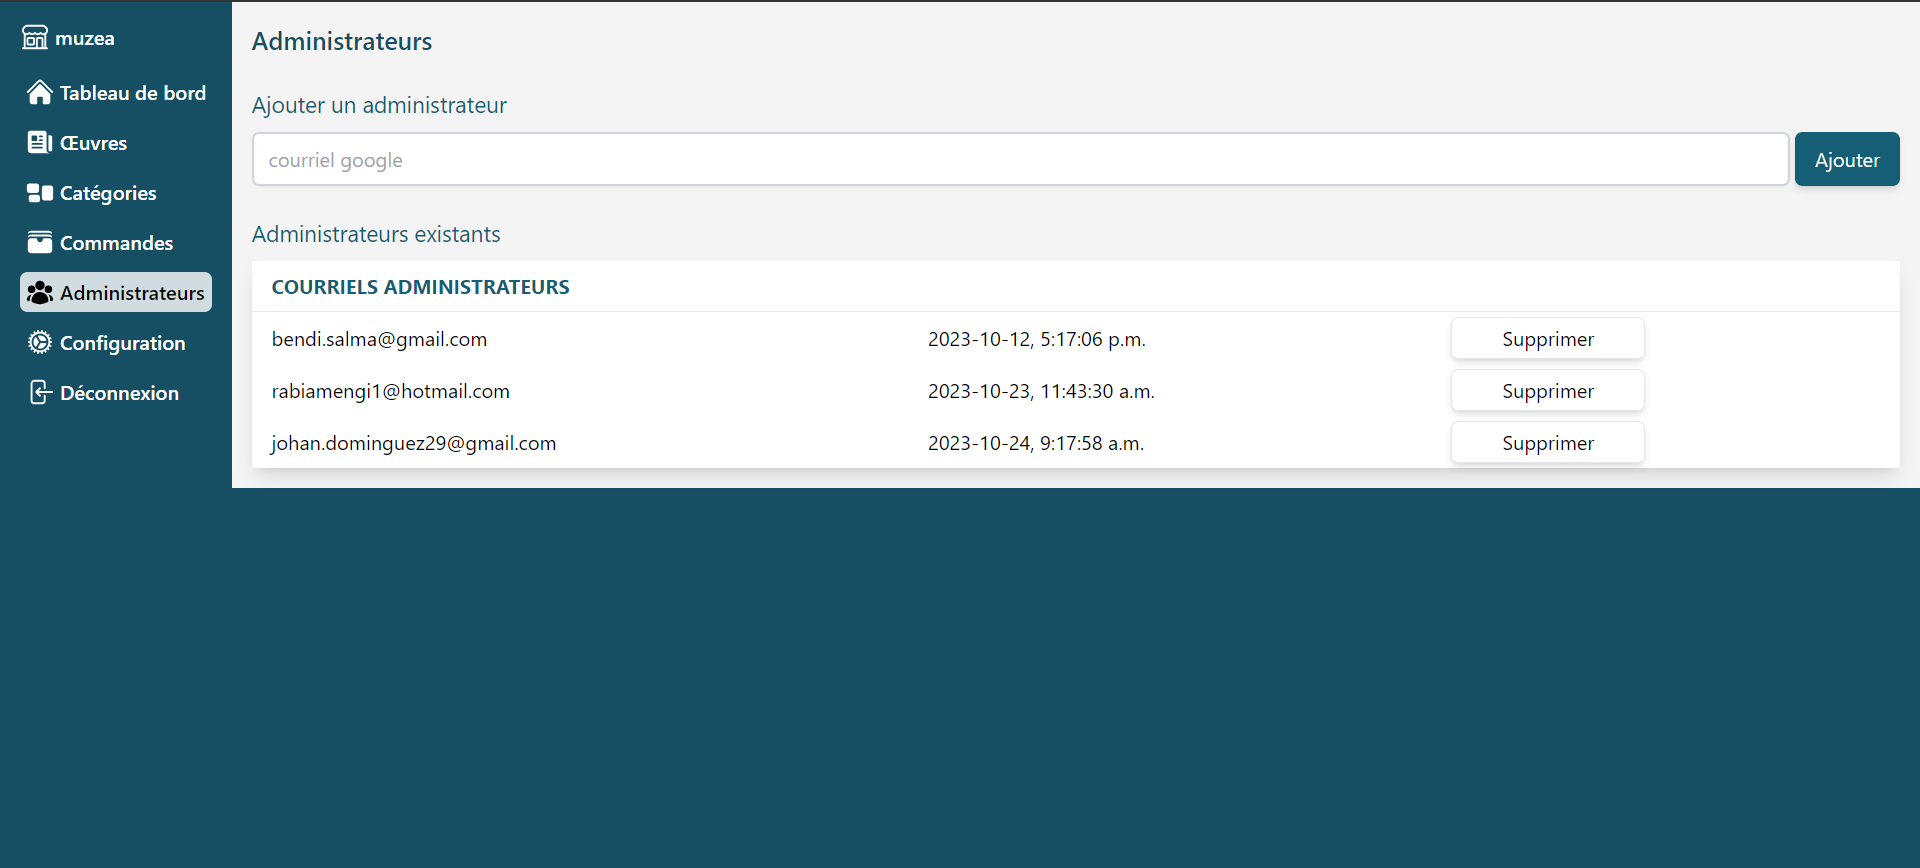 muzea
Tableau de bord
Œuvres
Catégories
Commandes
Administrateurs
Configuration
Déconnexion
Administrateurs
Ajouter un administrateur
courriel google
Ajouter
Administrateurs existants
COURRIELS ADMINISTRATEURS
bendi.salma@gmail.com 2023-10-12, 5:17:06 p.m. Supprimer
rabiamengi1@hotmail.com 2023-10-23, 11:43:30 a.m. Supprimer
johan.dominguez29@gmail.com 2023-10-24, 9:17:58 a.m. Supprimer